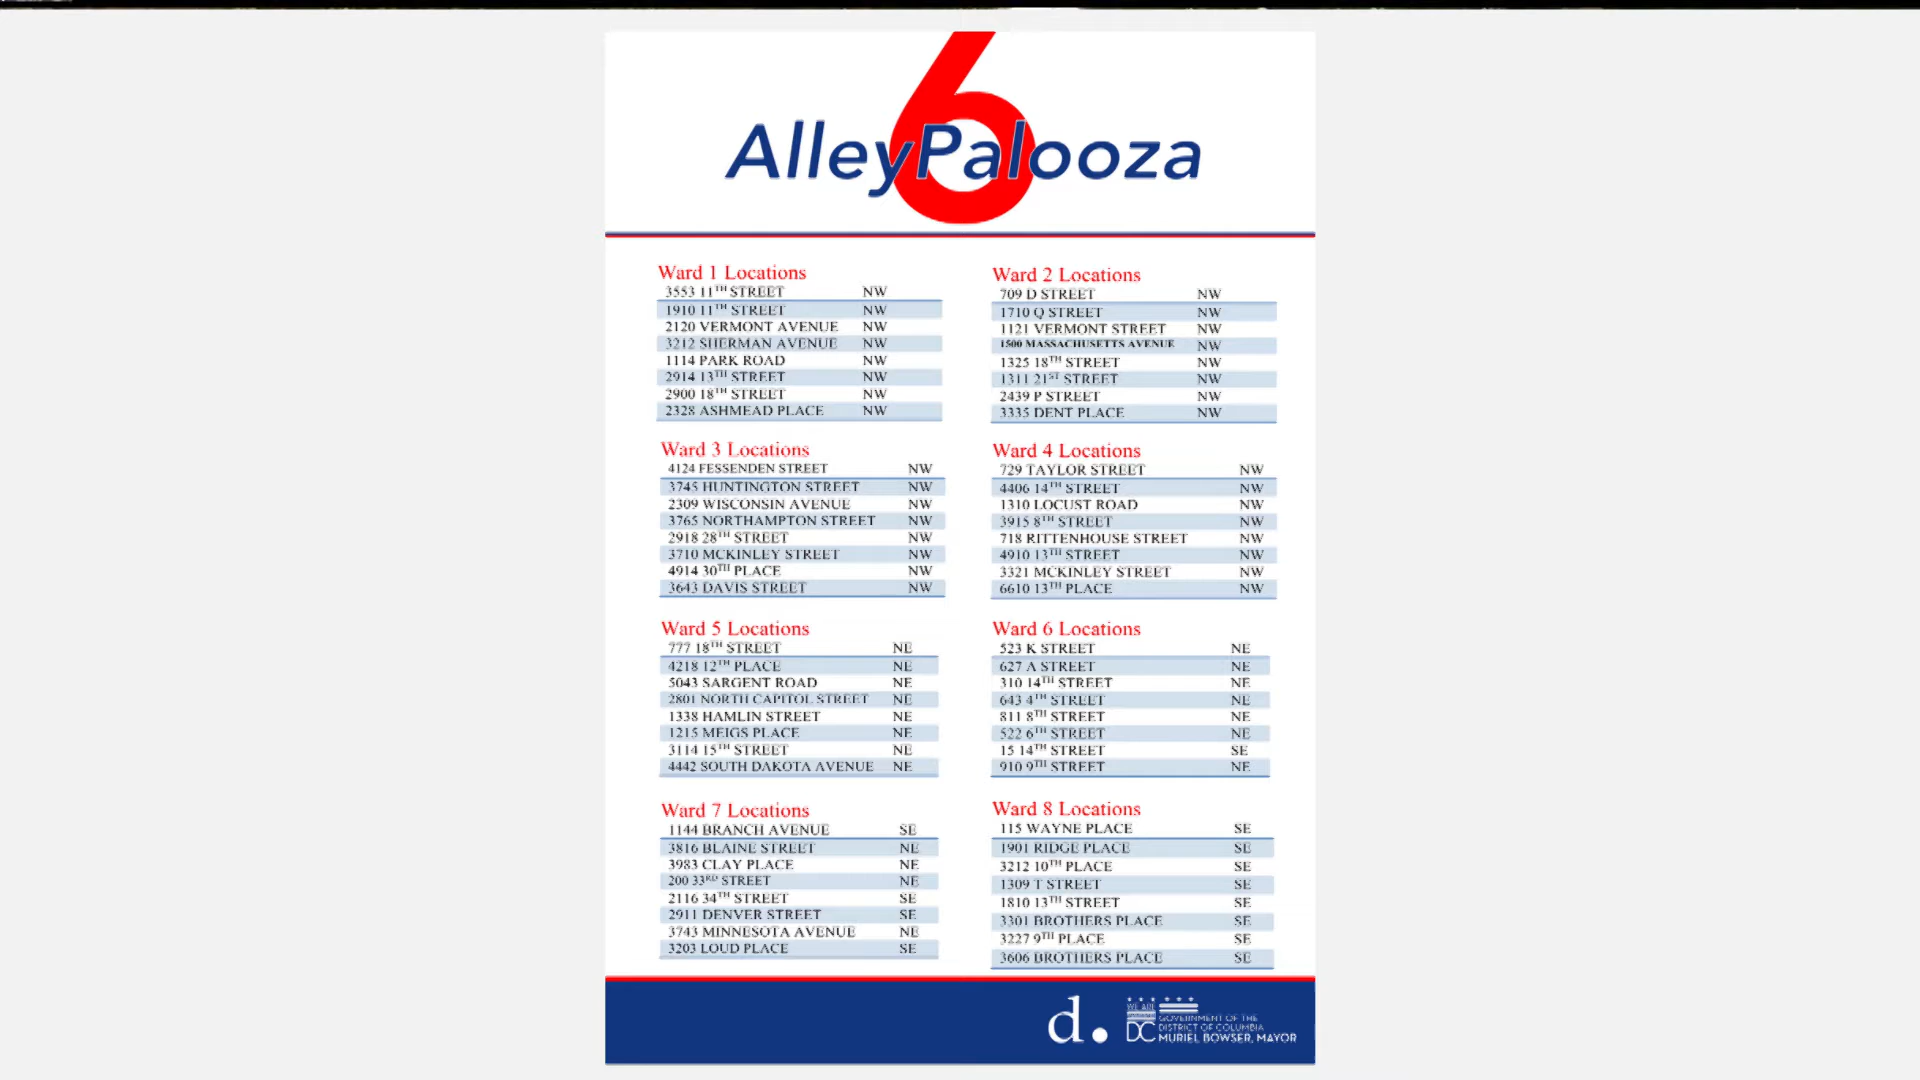 6
AlleyPalooza
Ward 1 Locations
3553 11TH STREET NW
1910 11TH STREET NW
2120 VERMONT AVENUE NW
3212 SHERMAN AVENUE NW
1114 PARK ROAD NW
2914 13TH STREET NW
2900 18TH STREET NW
2328 ASHMEAD PLACE NW
Ward 2 Locations
709 D STREET NW
1710 Q STREET NW
1121 VERMONT STREET NW
1500 MASSACHUSETTS AVENUE NW
1325 18TH STREET NW
1311 21ST STREET NW
2439 P STREET NW
3335 DENT PLACE NW
Ward 3 Locations
4124 FESSENDEN STREET NW
3745 HUNTINGTON STREET NW
2309 WISCONSIN AVENUE NW
3765 NORTHAMPTON STREET NW
2918 28TH STREET NW
3710 MCKINLEY STREET NW
4914 30TH PLACE NW
3643 DAVIS STREET NW
Ward 4 Locations
729 TAYLOR STREET NW
4406 14TH STREET NW
1310 LOCUST ROAD NW
3915 8TH STREET NW
718 RITTENHOUSE STREET NW
4910 13TH STREET NW
3321 MCKINLEY STREET NW
6610 13TH PLACE NW
Ward 5 Locations
777 18TH STREET NE
4218 12TH PLACE NE
5043 SARGENT ROAD NE
2801 NORTH CAPITOL STREET NE
1338 HAMLIN STREET NE
1215 MEIGS PLACE NE
3114 15TH STREET NE
4442 SOUTH DAKOTA AVENUE NE
Ward 6 Locations
523 K STREET NE
627 A STREET NE
310 14TH STREET NE
643 4TH STREET NE
811 8TH STREET NE
522 6TH STREET NE
15 14TH STREET SE
910 9TH STREET NE
Ward 7 Locations
1144 BRANCH AVENUE SE
3816 BLAINE STREET NE
3983 CLAY PLACE NE
200 33RD STREET NE
2116 34TH STREET SE
2911 DENVER STREET SE
3743 MINNESOTA AVENUE NE
3203 LOUD PLACE SE
Ward 8 Locations
115 WAYNE PLACE SE
1901 RIDGE PLACE SE
3212 10TH PLACE SE
1309 T STREET SE
1810 13TH STREET SE
3301 BROTHERS PLACE SE
3227 9TH PLACE SE
3606 BROTHERS PLACE SE
d.
WE ARE
DC
GOVERNMENT OF THE
DISTRICT OF COLUMBIA
MURIEL BOWSER, MAYOR